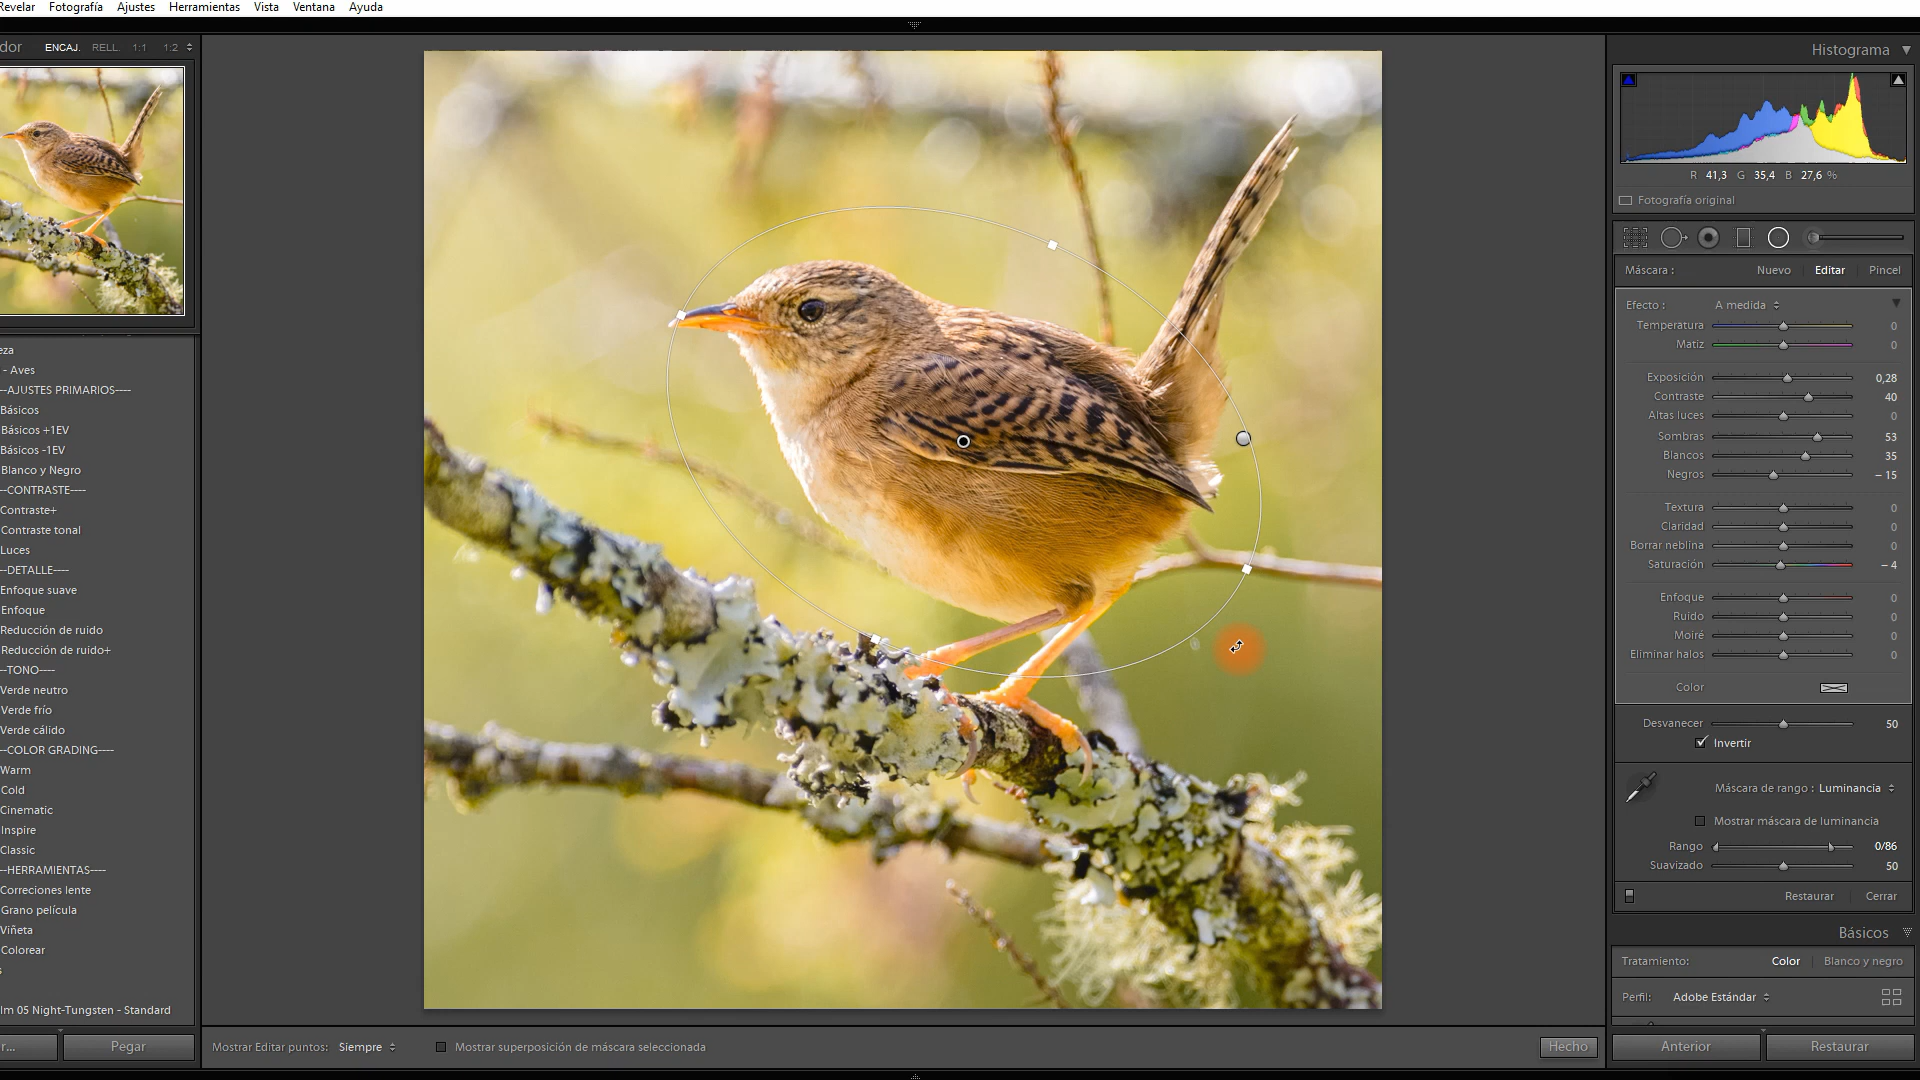 Revelar Fotografía Ajustes Herramientas Vista Ventana Ayuda
dor ENCAJ. RELL. 1:1 1:2
Histograma
R 41,3 G 35,4 B 27,6 %
Fotografía original
Máscara : Nuevo Editar Pincel
Efecto : A medida
Temperatura 0
Matiz 0
Exposición 0,28
Contraste 40
Altas luces 0
Sombras 53
Blancos 35
Negros − 15
Textura 0
Claridad 0
Borrar neblina 0
Saturación − 4
Enfoque 0
Ruido 0
Moiré 0
Eliminar halos 0
Color
Desvanecer 50
Invertir
Máscara de rango : Luminancia
Mostrar máscara de luminancia
Rango 0/86
Suavizado 50
Restaurar Cerrar
Básicos
Tratamiento: Color Blanco y negro
Perfil: Adobe Estándar
Anterior Restaurar
eza
- Aves
--AJUSTES PRIMARIOS----
Básicos
Básicos +1EV
Básicos -1EV
Blanco y Negro
--CONTRASTE----
Contraste+
Contraste tonal
Luces
--DETALLE----
Enfoque suave
Enfoque
Reducción de ruido
Reducción de ruido+
--TONO----
Verde neutro
Verde frío
Verde cálido
--COLOR GRADING----
Warm
Cold
Cinematic
Inspire
Classic
--HERRAMIENTAS----
Correciones lente
Grano película
Viñeta
Colorear
s
lm 05 Night-Tungsten - Standard
r... Pegar
Mostrar Editar puntos: Siempre Mostrar superposición de máscara seleccionada Hecho